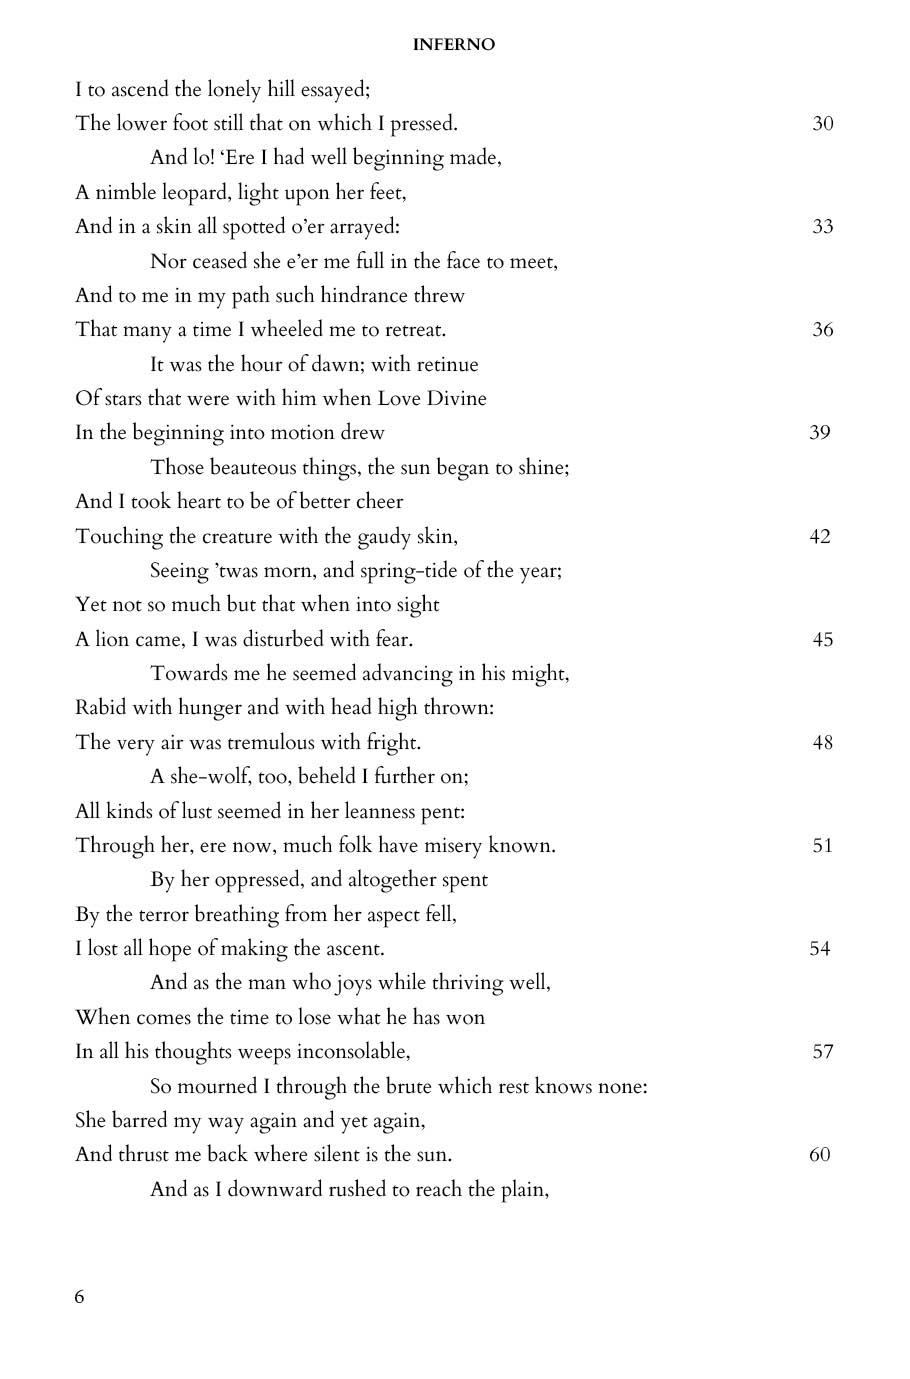 INFERNO
I to ascend the lonely hill essayed;
The lower foot still that on which I pressed. 30
And lo! ‘Ere I had well beginning made,
A nimble leopard, light upon her feet,
And in a skin all spotted o’er arrayed: 33
Nor ceased she e’er me full in the face to meet,
And to me in my path such hindrance threw
That many a time I wheeled me to retreat. 36
It was the hour of dawn; with retinue
Of stars that were with him when Love Divine
In the beginning into motion drew 39
Those beauteous things, the sun began to shine;
And I took heart to be of better cheer
Touching the creature with the gaudy skin, 42
Seeing ’twas morn, and spring-tide of the year;
Yet not so much but that when into sight
A lion came, I was disturbed with fear. 45
Towards me he seemed advancing in his might,
Rabid with hunger and with head high thrown:
The very air was tremulous with fright. 48
A she-wolf, too, beheld I further on;
All kinds of lust seemed in her leanness pent:
Through her, ere now, much folk have misery known. 51
By her oppressed, and altogether spent
By the terror breathing from her aspect fell,
I lost all hope of making the ascent. 54
And as the man who joys while thriving well,
When comes the time to lose what he has won
In all his thoughts weeps inconsolable, 57
So mourned I through the brute which rest knows none:
She barred my way again and yet again,
And thrust me back where silent is the sun. 60
And as I downward rushed to reach the plain,
6